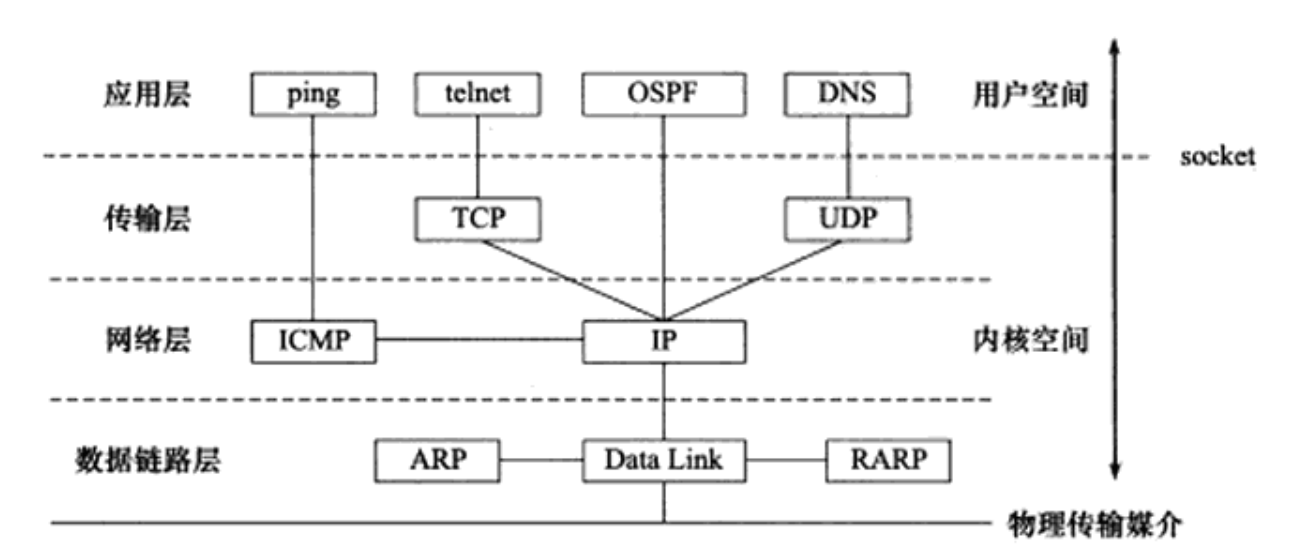 应用层 ping telnet OSPF DNS 用户空间
socket
传输层 TCP UDP
网络层 ICMP IP 内核空间
数据链路层 ARP Data Link RARP
物理传输媒介